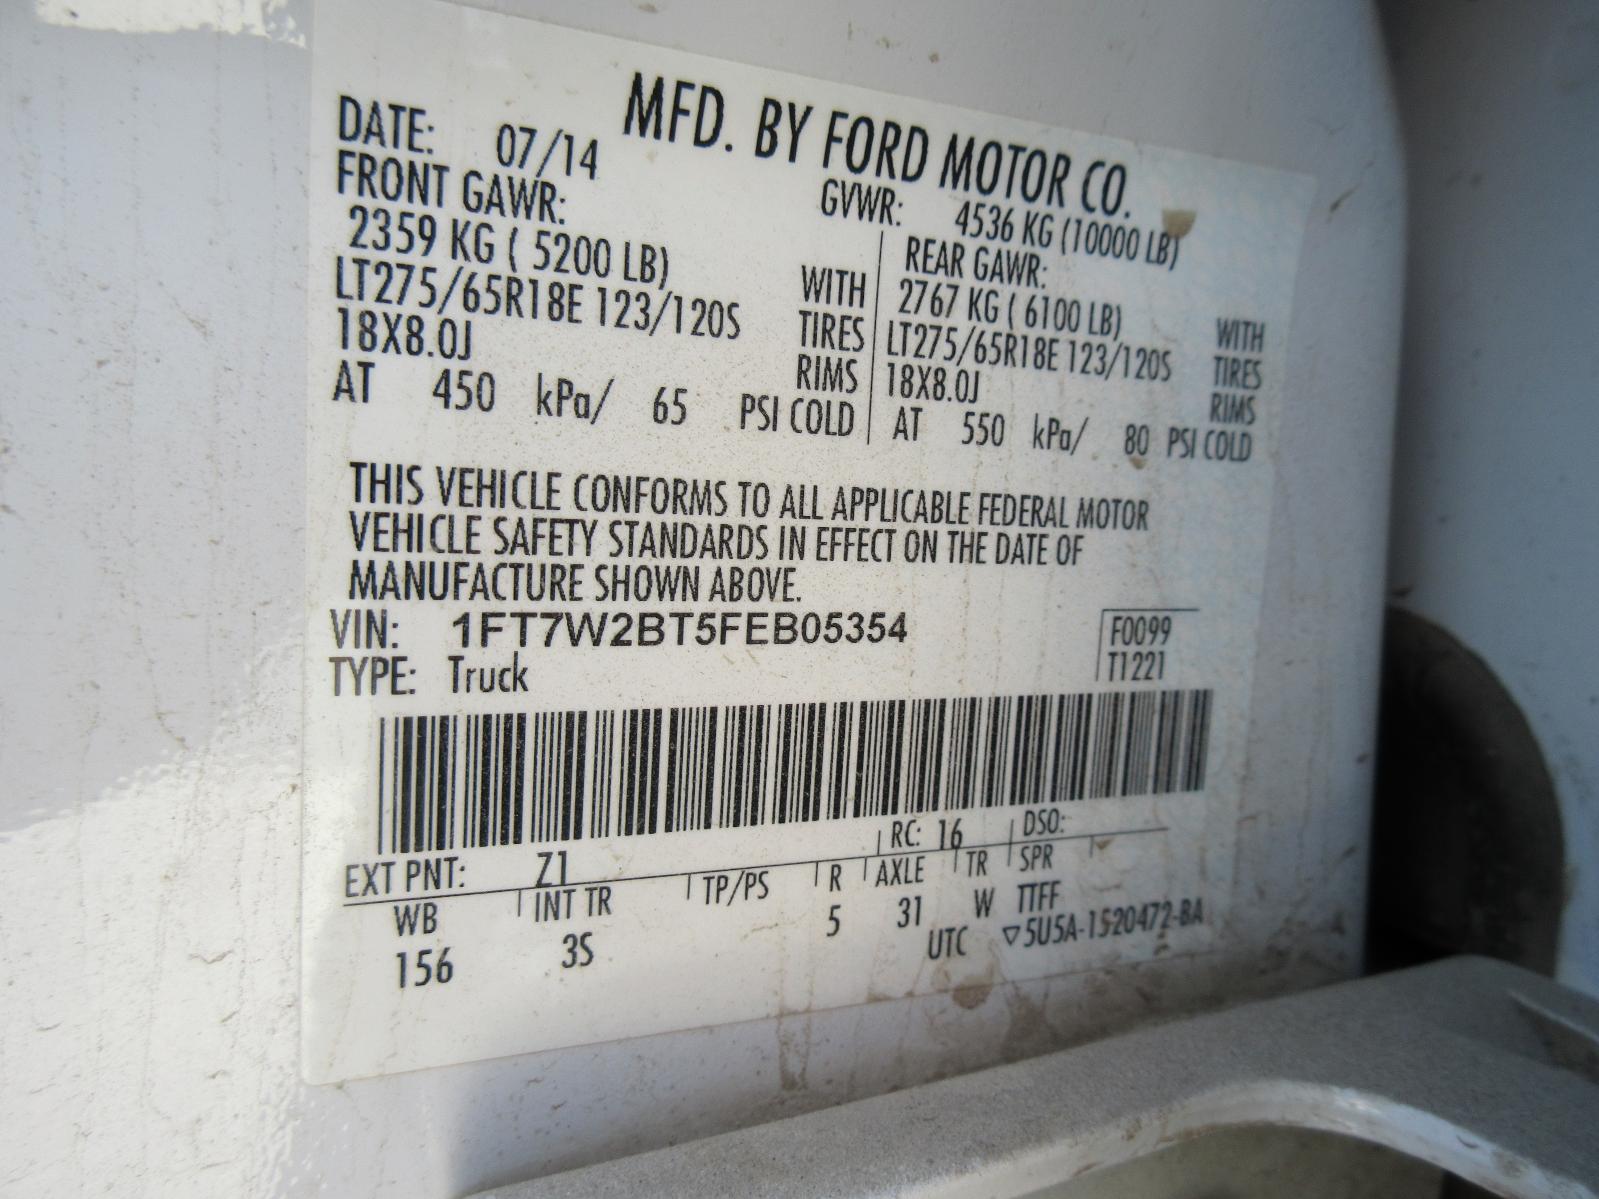 MFD. BY FORD MOTOR CO.
DATE: 07/14 GVWR: 4536 KG (10000 LB)
FRONT GAWR: REAR GAWR:
2359 KG ( 5200 LB) WITH 2767 KG ( 6100 LB) WITH
LT275/65R18E 123/120S TIRES LT275/65R18E 123/120S TIRES
18X8.0J RIMS 18X8.0J RIMS
AT 450 kPa/ 65 PSI COLD AT 550 kPa/ 80 PSI COLD
THIS VEHICLE CONFORMS TO ALL APPLICABLE FEDERAL MOTOR
VEHICLE SAFETY STANDARDS IN EFFECT ON THE DATE OF
MANUFACTURE SHOWN ABOVE.
VIN: 1FT7W2BT5FEB05354 F0099
TYPE: Truck T1221
EXT PNT: Z1 RC: 16 DSO:
WB INT TR TP/PS R AXLE TR SPR
156 3S 5 31 W TTFF
UTC ▽5U5A-1520472-BA